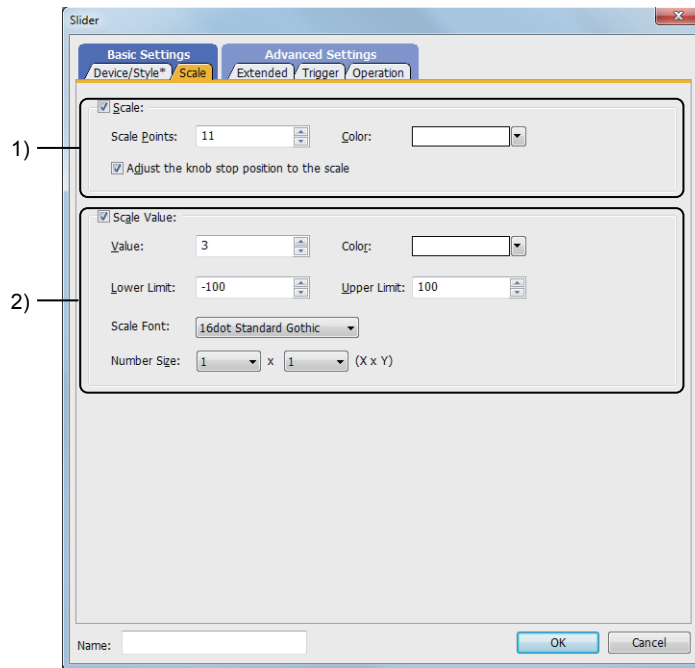 Slider
x
Basic Settings Advanced Settings
Device/Style* Scale Extended Trigger Operation
1)
Scale:
Scale Points: 11 Color:
Adjust the knob stop position to the scale
2)
Scale Value:
Value: 3 Color:
Lower Limit: -100 Upper Limit: 100
Scale Font: 16dot Standard Gothic
Number Size: 1 x 1 (X x Y)
Name: OK Cancel